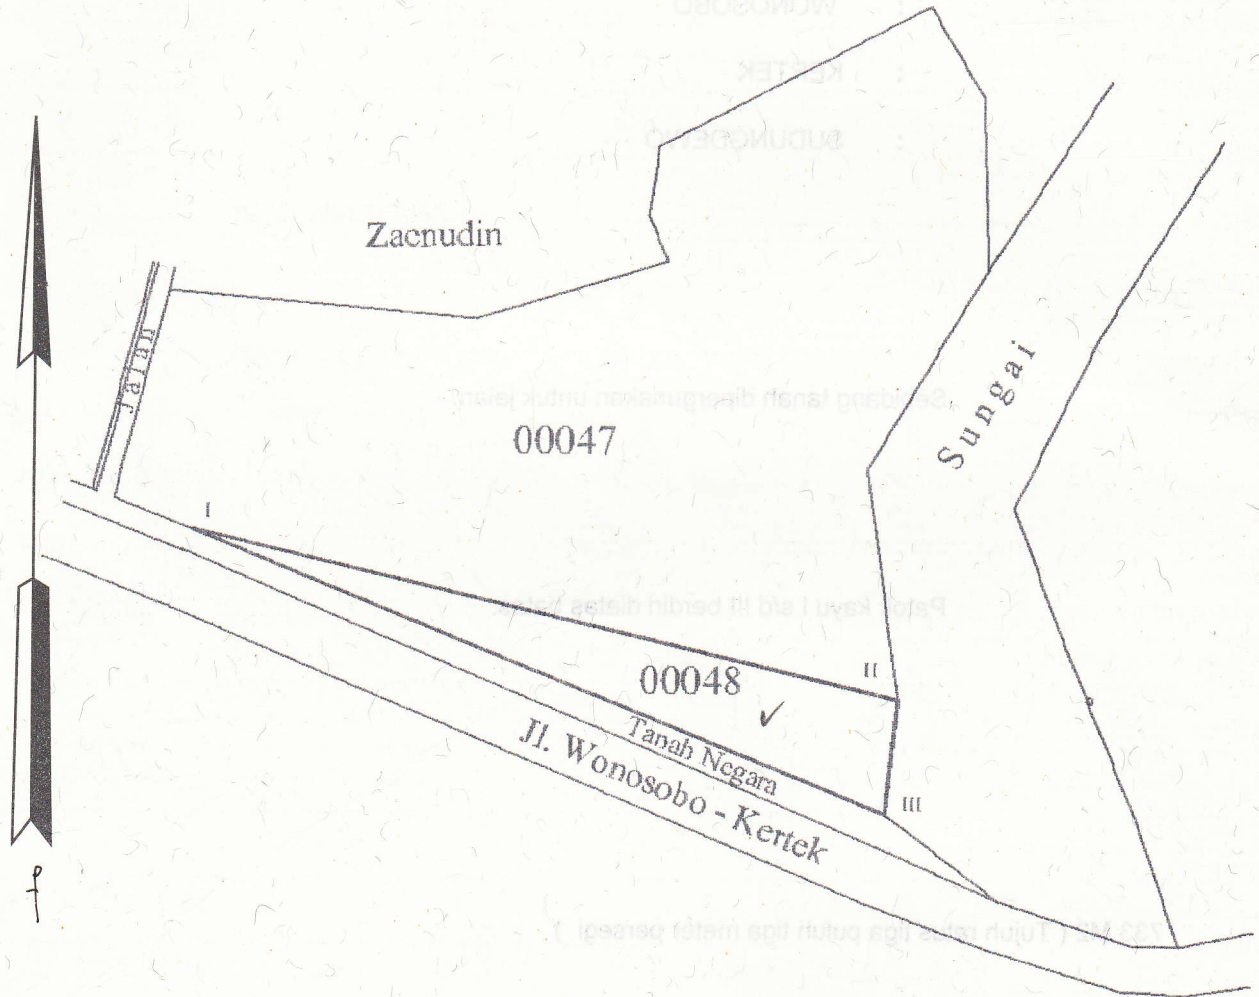 : WONOSOBO
: KERTEK
: BUDUNGDEWO
Zaenudin
Jalan
Sebidang tanah dipergunakan untuk jalan
00047
Sungai
I
Patok kayu I s/d III berdiri diatas
II
00048 ✓
Tanah Negara
Jl. Wonosobo - Kertek
III
733 M2 ( Tujuh ratus tiga puluh tiga meter persegi )